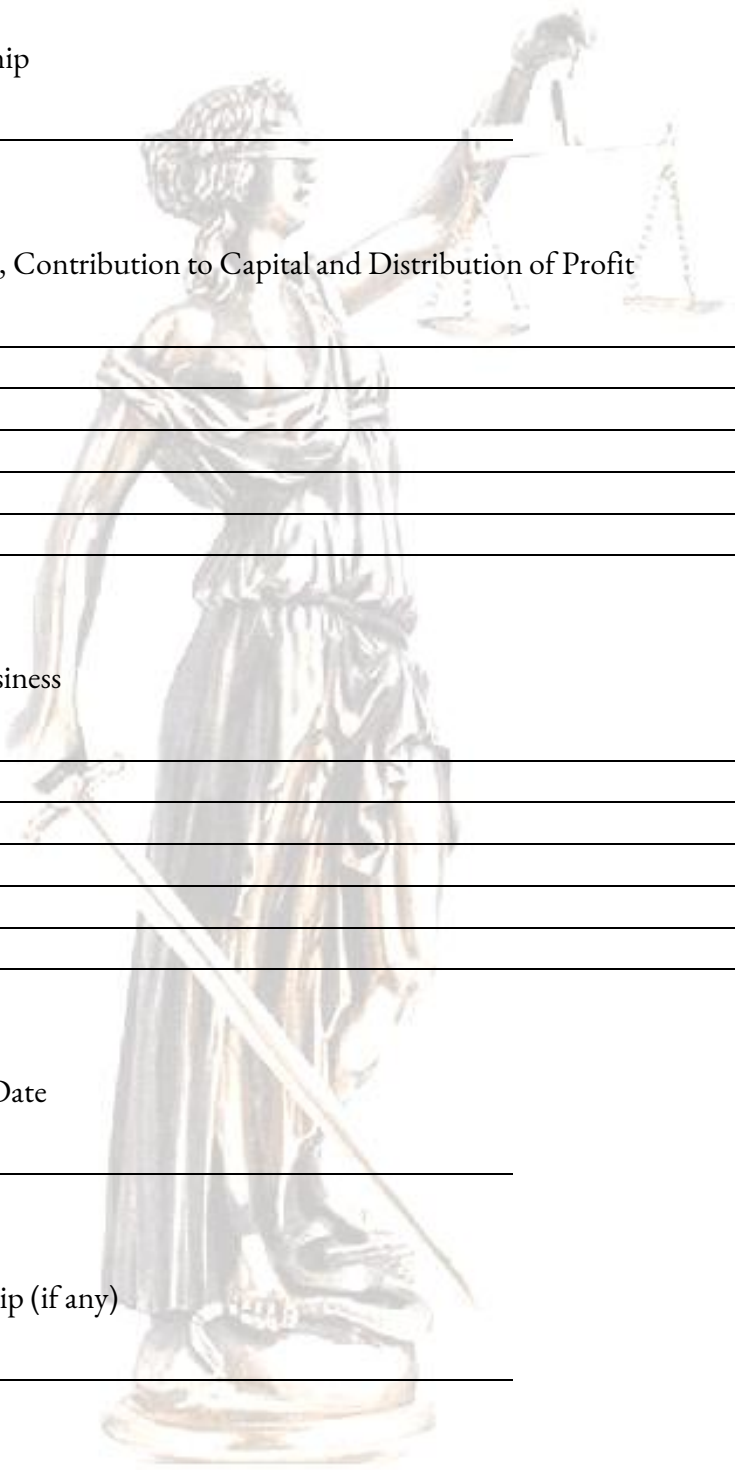 hip
, Contribution to Capital and Distribution of Profit
siness
Date
ip (if any)